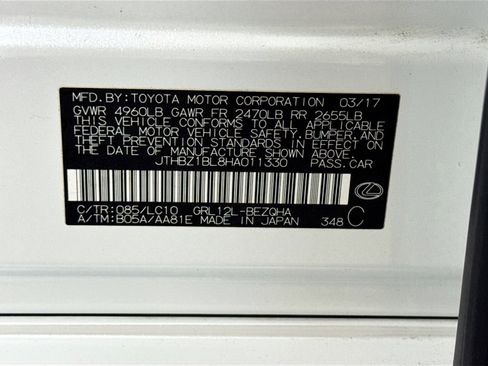 MFD. BY: TOYOTA MOTOR CORPORATION 03/17
GVWR 4960LB GAWR FR 2470LB RR 2655LB
THIS VEHICLE CONFORMS TO ALL APPLICABLE
FEDERAL MOTOR VEHICLE SAFETY, BUMPER, AND
THEFT PREVENTION STANDARDS IN EFFECT ON
THE DATE OF MANUFACTURE SHOWN ABOVE.
JTHBZ1BL8HA011330 PASS. CAR
C/TR: 085/LC10 GRL12L-BEZQHA
A/TM: B05A/AA81E MADE IN JAPAN 348 C